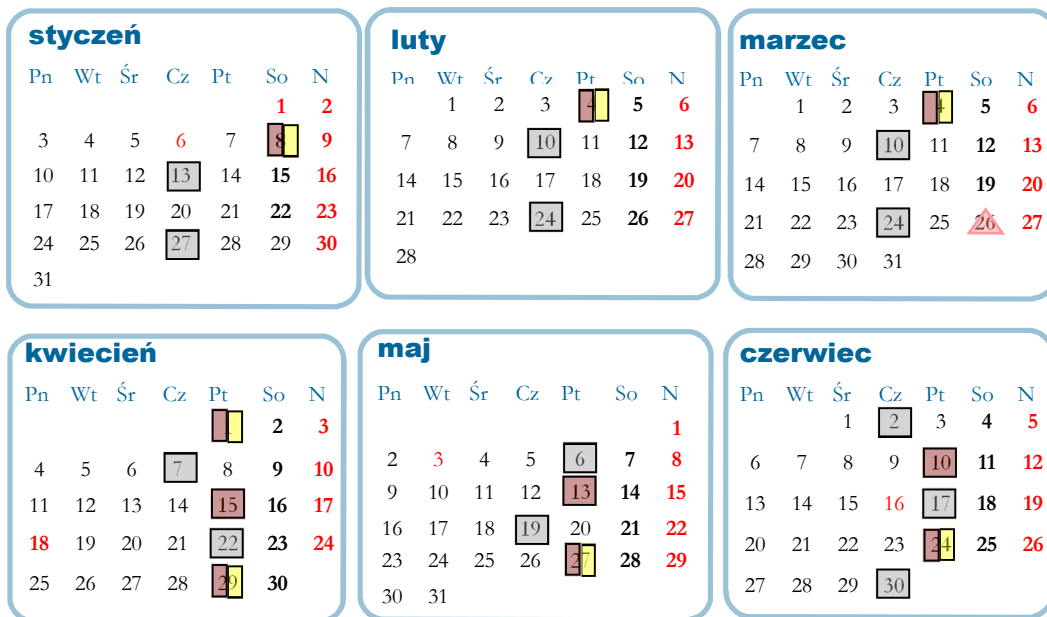 styczeń
Pn Wt Śr Cz Pt So N
1 2
3 4 5 6 7 8 9
10 11 12 13 14 15 16
17 18 19 20 21 22 23
24 25 26 27 28 29 30
31
luty
Pn Wt Śr Cz Pt So N
1 2 3 4 5 6
7 8 9 10 11 12 13
14 15 16 17 18 19 20
21 22 23 24 25 26 27
28
marzec
Pn Wt Śr Cz Pt So N
1 2 3 4 5 6
7 8 9 10 11 12 13
14 15 16 17 18 19 20
21 22 23 24 25 26 27
28 29 30 31
kwiecień
Pn Wt Śr Cz Pt So N
1 2 3
4 5 6 7 8 9 10
11 12 13 14 15 16 17
18 19 20 21 22 23 24
25 26 27 28 29 30
maj
Pn Wt Śr Cz Pt So N
1
2 3 4 5 6 7 8
9 10 11 12 13 14 15
16 17 18 19 20 21 22
23 24 25 26 27 28 29
30 31
czerwiec
Pn Wt Śr Cz Pt So N
1 2 3 4 5
6 7 8 9 10 11 12
13 14 15 16 17 18 19
20 21 22 23 24 25 26
27 28 29 30